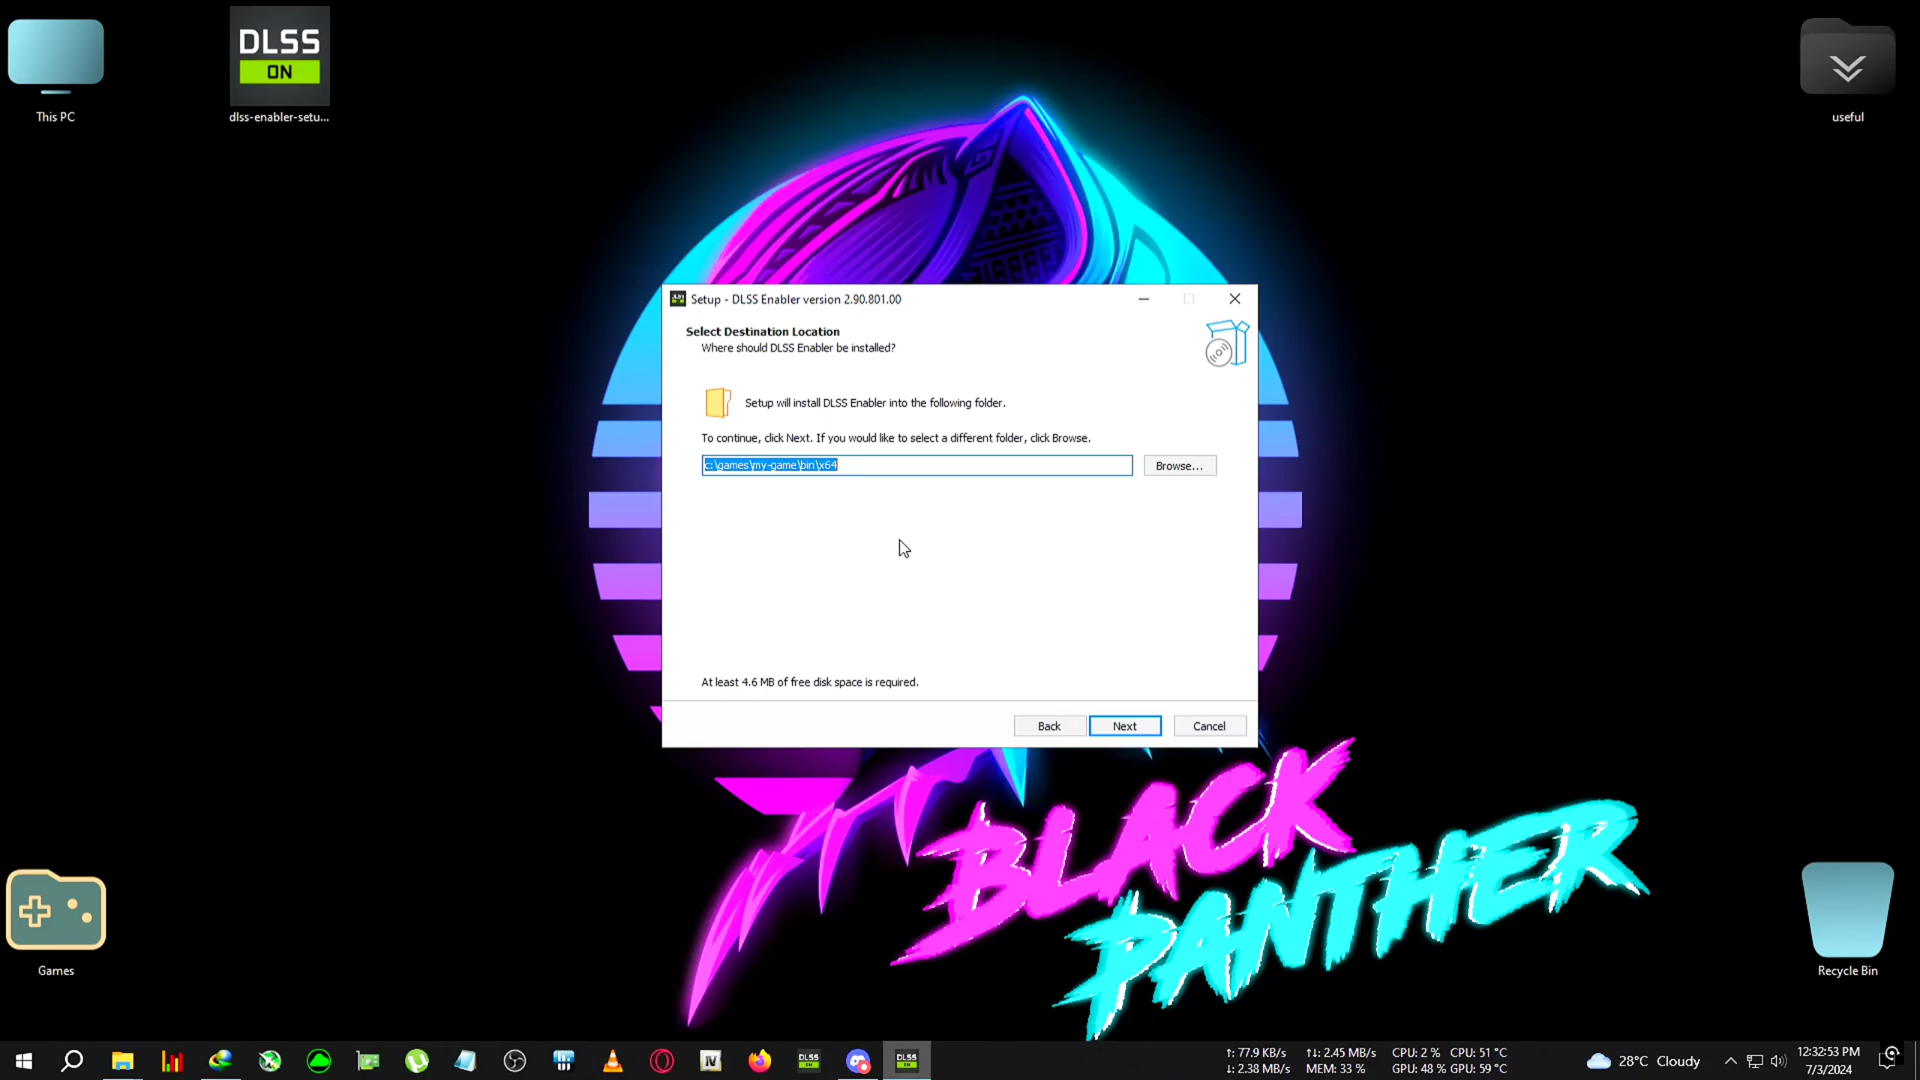 This PC
DLSS
ON
dlss-enabler-setu...
useful
Setup - DLSS Enabler version 2.90.801.00
Select Destination Location
Where should DLSS Enabler be installed?
Setup will install DLSS Enabler into the following folder.
To continue, click Next. If you would like to select a different folder, click Browse.
c:\games\my-game\bin\x64
Browse...
At least 4.6 MB of free disk space is required.
Back
Next
Cancel
BLACK
PANTHER
Games
Recycle Bin
IV
DLSS
ON
DLSS
ON
↑: 77.9 KB/s
↓: 2.38 MB/s
↑↓: 2.45 MB/s
MEM: 33 %
CPU: 2 %
GPU: 48 %
CPU: 51 °C
GPU: 59 °C
28°C Cloudy
12:32:53 PM
7/3/2024